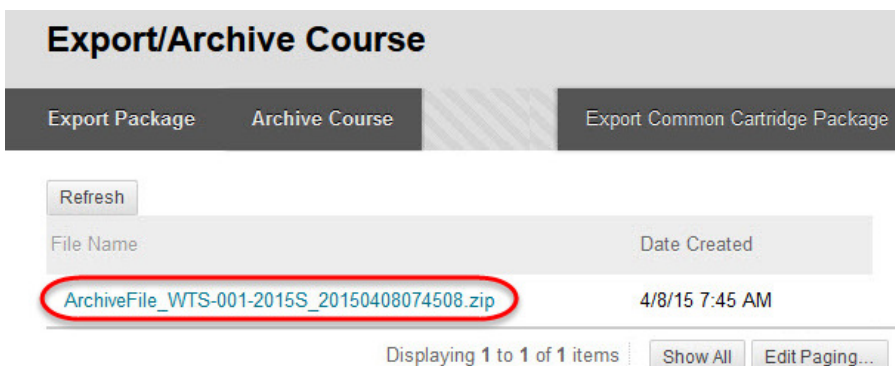 Export/Archive Course
Export Package Archive Course Export Common Cartridge Package
Refresh
File Name Date Created
ArchiveFile_WTS-001-2015S_20150408074508.zip 4/8/15 7:45 AM
Displaying 1 to 1 of 1 items Show All Edit Paging...